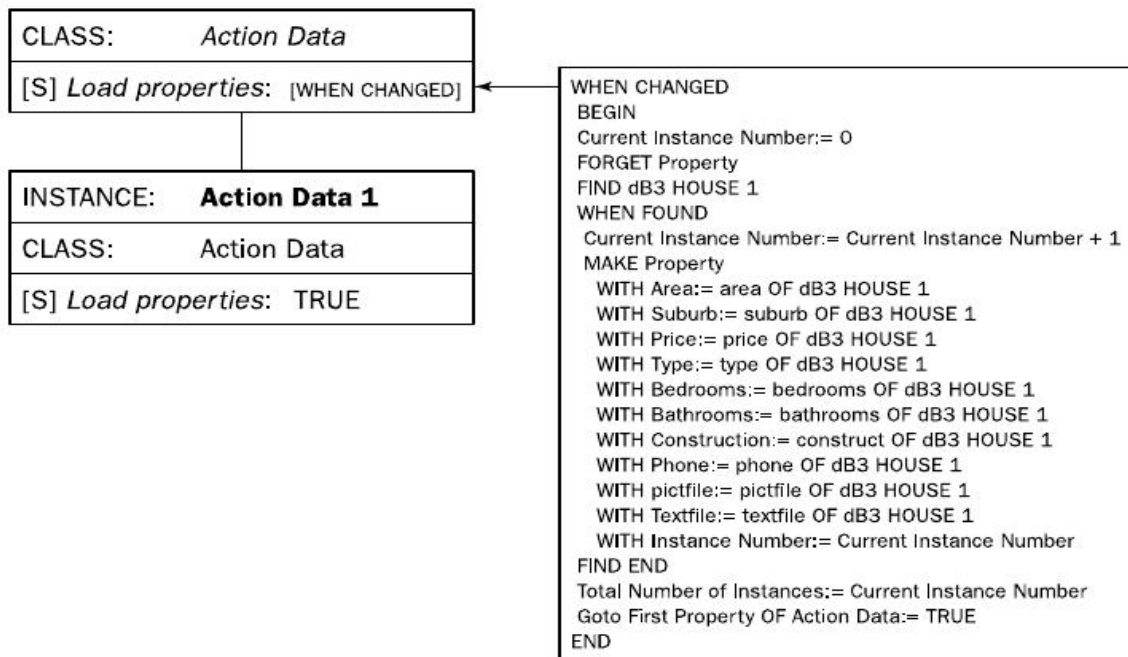 CLASS: Action Data
[S] Load properties: [WHEN CHANGED]
INSTANCE: Action Data 1
CLASS: Action Data
[S] Load properties: TRUE
WHEN CHANGED
BEGIN
Current Instance Number:= 0
FORGET Property
FIND dB3 HOUSE 1
WHEN FOUND
Current Instance Number:= Current Instance Number + 1
MAKE Property
WITH Area:= area OF dB3 HOUSE 1
WITH Suburb:= suburb OF dB3 HOUSE 1
WITH Price:= price OF dB3 HOUSE 1
WITH Type:= type OF dB3 HOUSE 1
WITH Bedrooms:= bedrooms OF dB3 HOUSE 1
WITH Bathrooms:= bathrooms OF dB3 HOUSE 1
WITH Construction:= construct OF dB3 HOUSE 1
WITH Phone:= phone OF dB3 HOUSE 1
WITH pictfile:= pictfile OF dB3 HOUSE 1
WITH Textfile:= textfile OF dB3 HOUSE 1
WITH Instance Number:= Current Instance Number
FIND END
Total Number of Instances:= Current Instance Number
Goto First Property OF Action Data:= TRUE
END